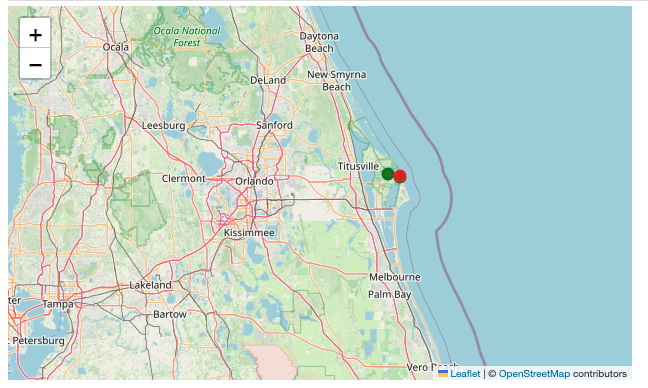 +
−
Ocala National
Forest
Ocala
Daytona
Beach
DeLand
New Smyrna
Beach
Leesburg
Sanford
Titusville
Clermont
Orlando
Kissimmee
Melbourne
Lakeland
Palm Bay
ter
Tampa
Bartow
Petersburg
Vero Beach
Leaflet | © OpenStreetMap contributors